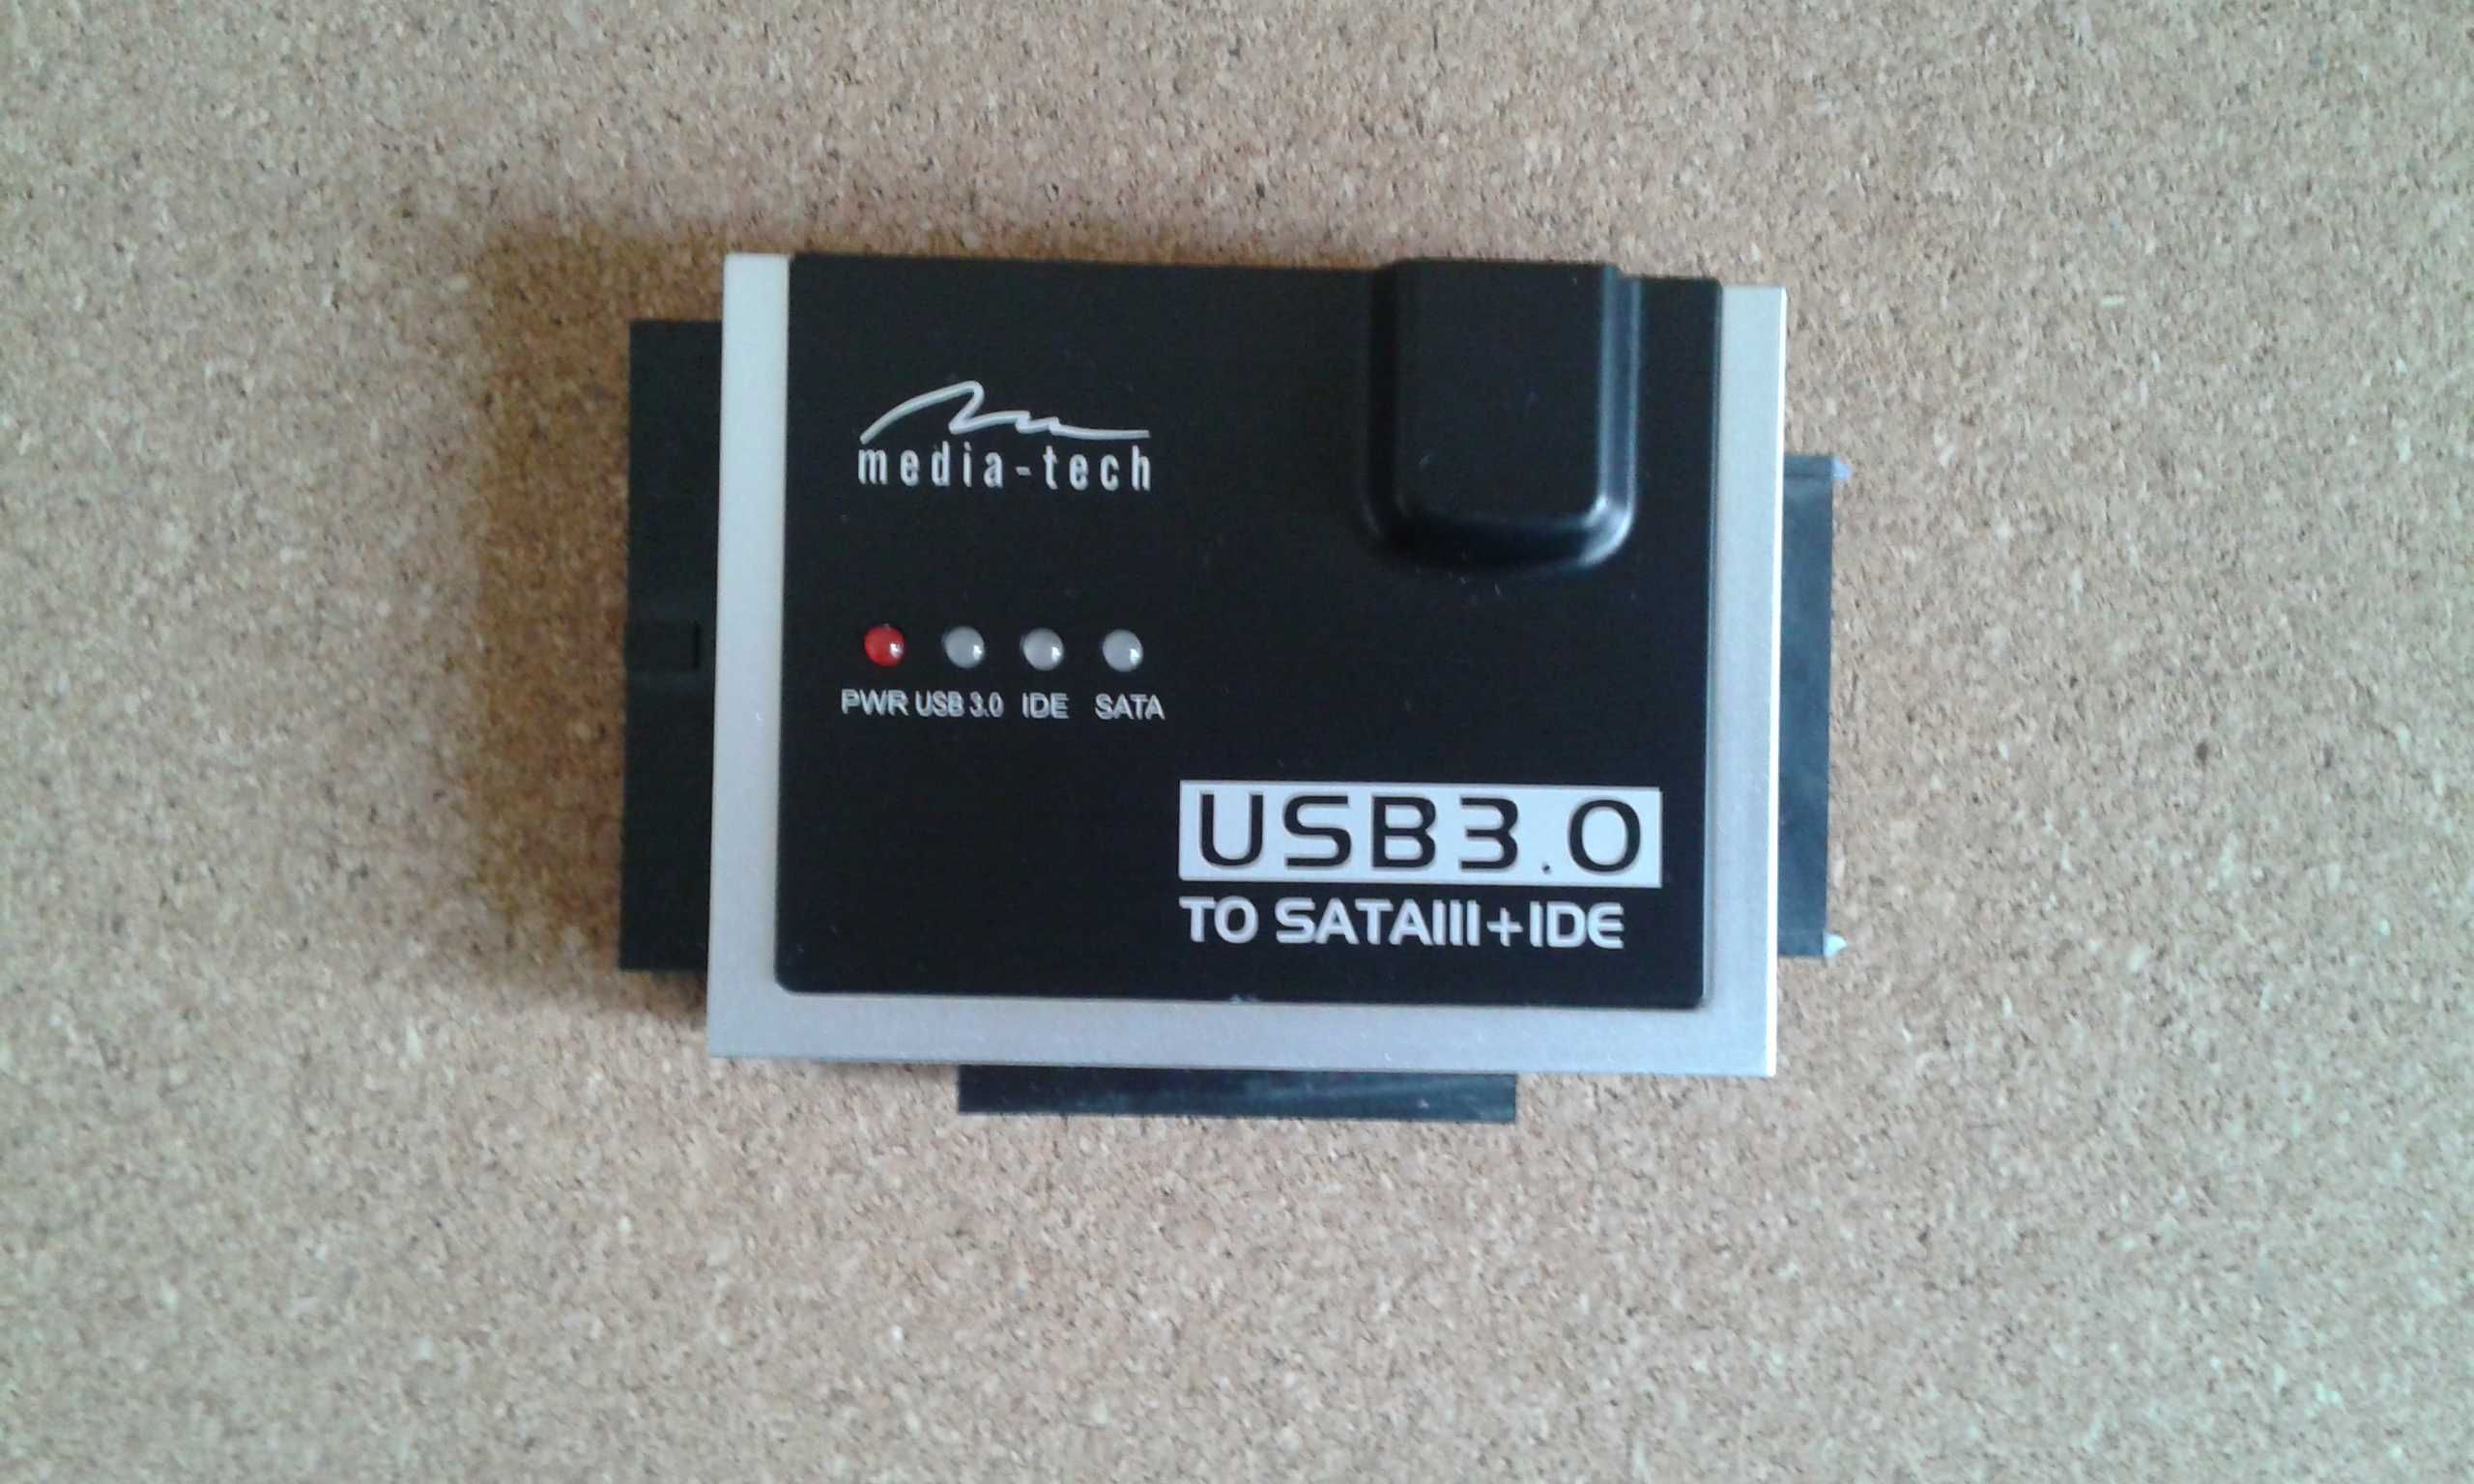 media-tech
PWR USB 3.0 IDE SATA
USB3.0
TO SATAIII+IDE